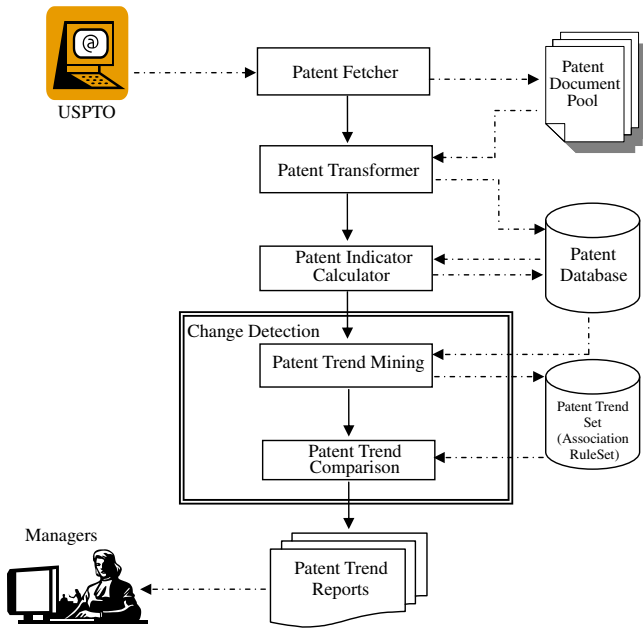 @
USPTO
Patent Fetcher
Patent
Document
Pool
Patent Transformer
Patent Indicator
Calculator
Patent
Database
Change Detection
Patent Trend Mining
Patent Trend
Set
(Association
RuleSet)
Patent Trend
Comparison
Managers
Patent Trend
Reports